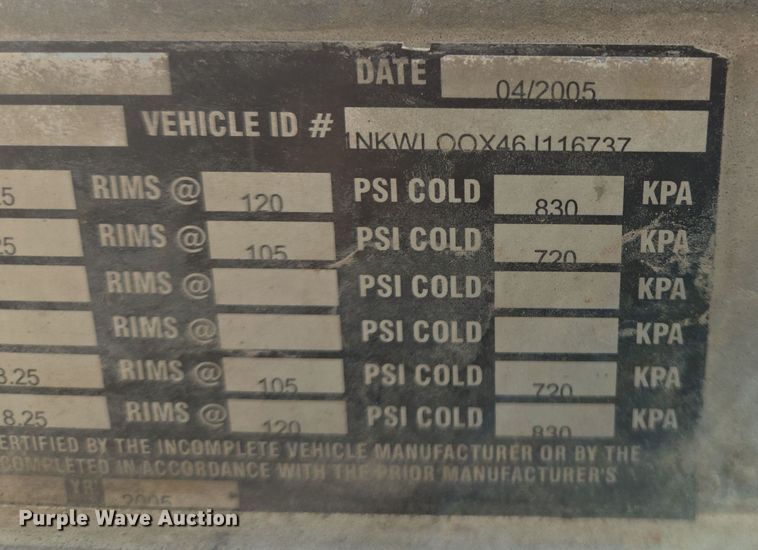 DATE 04/2005
VEHICLE ID # 1NKWLOOX46J116737
25 RIMS @ 120 PSI COLD 830 KPA
25 RIMS @ 105 PSI COLD 720 KPA
RIMS @ PSI COLD KPA
RIMS @ PSI COLD KPA
8.25 RIMS @ 105 PSI COLD 720 KPA
8.25 RIMS @ 120 PSI COLD 830 KPA
ERTIFIED BY THE INCOMPLETE VEHICLE MANUFACTURER OR BY THE
COMPLETED IN ACCORDANCE WITH THE PRIOR MANUFACTURER'S
YR 2005
Purple Wave Auction